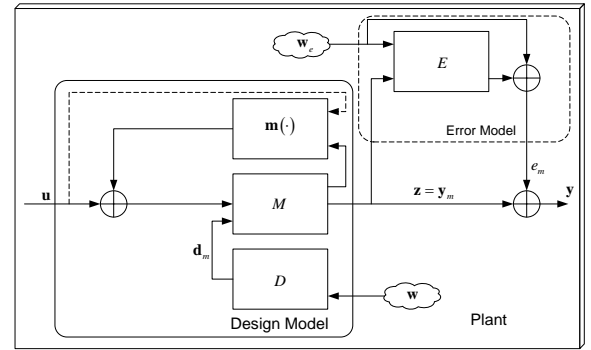 w_e
E
Error Model
m(·)
e_m
u
M
z = y_m
y
d_m
D
w
Design Model
Plant